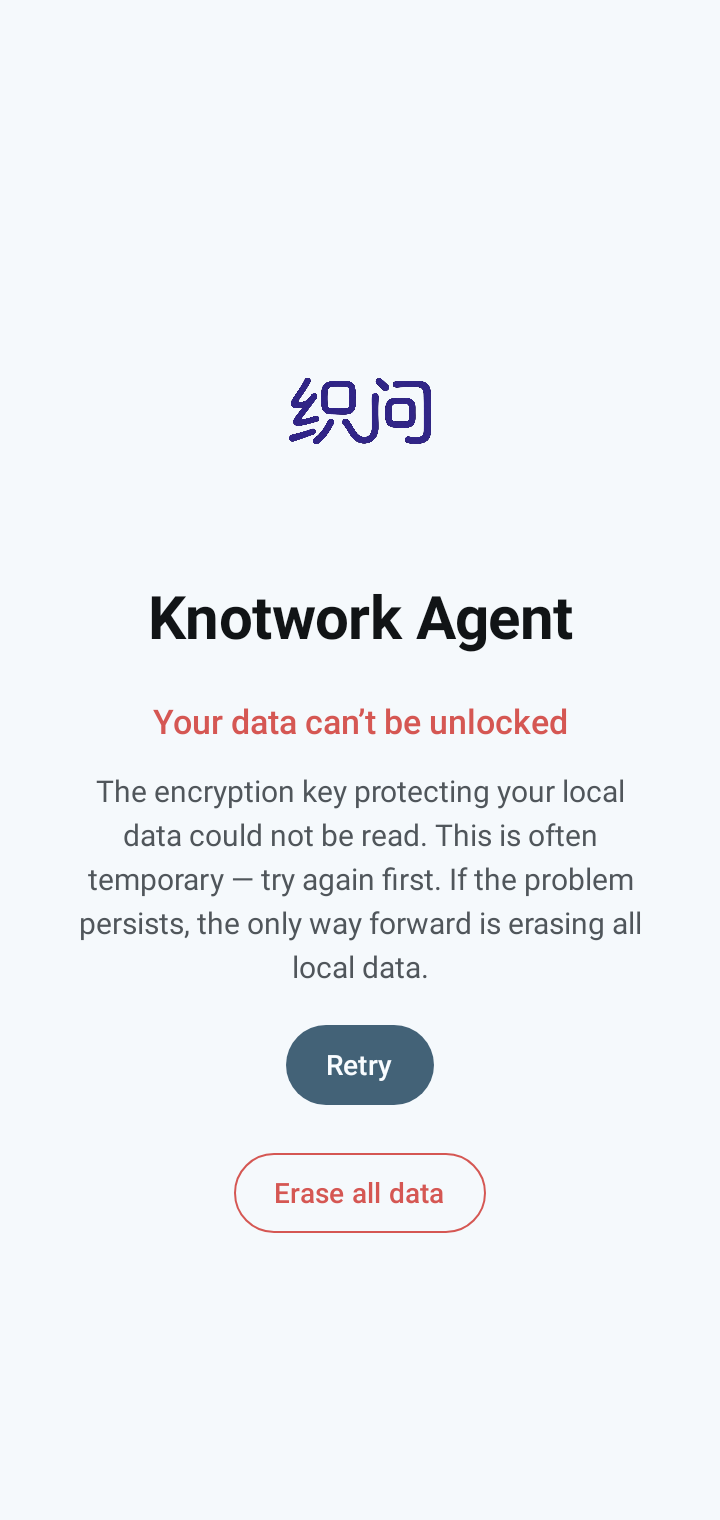 织问
Knotwork Agent
Your data can’t be unlocked
The encryption key protecting your local
data could not be read. This is often
temporary — try again first. If the problem
persists, the only way forward is erasing all
local data.
Retry
Erase all data